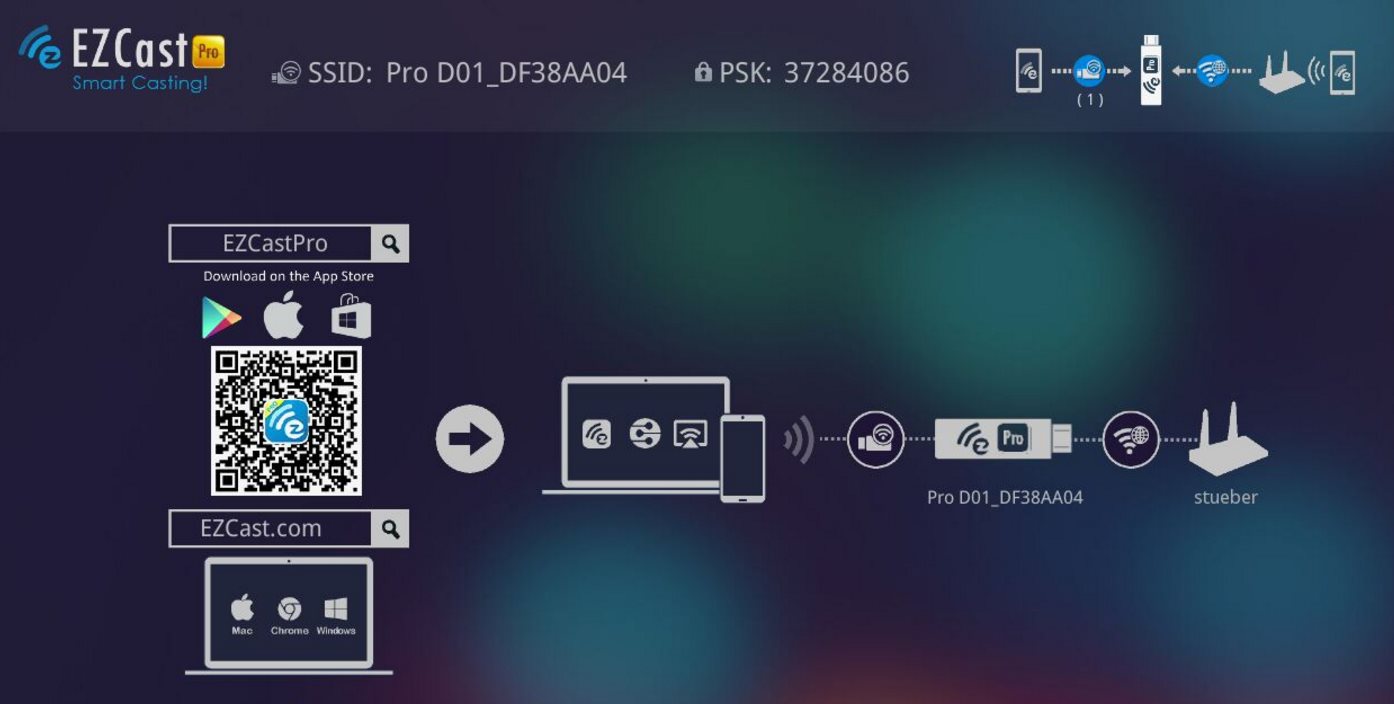 EZCast Pro
Smart Casting!
SSID: Pro D01_DF38AA04
PSK: 37284086
Pro
(1)
EZCastPro
Download on the App Store
PRO
EZCast.com
Mac Chrome Windows
Pro
Pro D01_DF38AA04
stueber